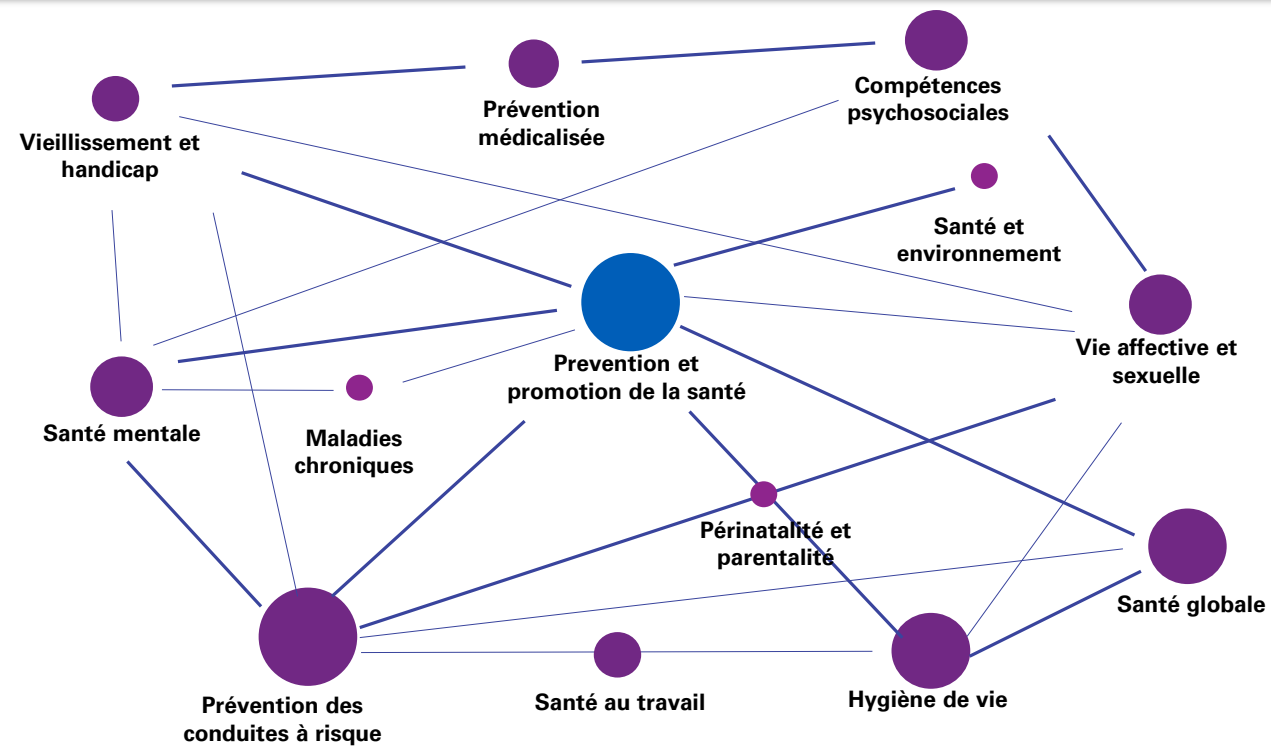 Compétences
psychosociales
Prévention
médicalisée
Vieillissement et
handicap
Santé et
environnement
Prevention et
promotion de la santé
Vie affective et
sexuelle
Santé mentale
Maladies
chroniques
Périnatalité et
parentalité
Santé globale
Prévention des
conduites à risque
Santé au travail
Hygiène de vie